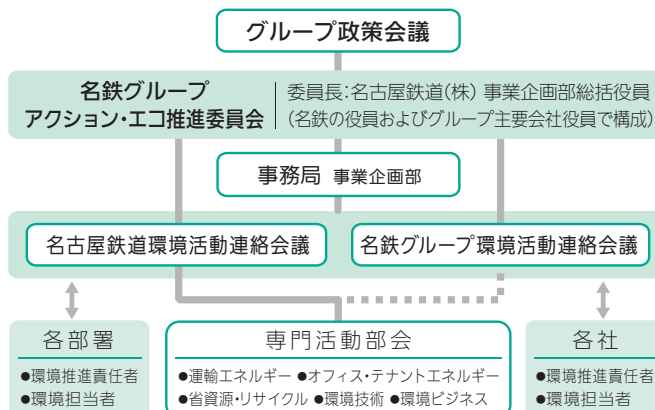 グループ政策会議
名鉄グループ
アクション・エコ推進委員会
委員長:名古屋鉄道(株) 事業企画部総括役員
(名鉄の役員およびグループ主要会社役員で構成)
事務局 事業企画部
名古屋鉄道環境活動連絡会議
名鉄グループ環境活動連絡会議
各部署
●環境推進責任者
●環境担当者
専門活動部会
●運輸エネルギー ●オフィス・テナントエネルギー
●省資源・リサイクル ●環境技術 ●環境ビジネス
各社
●環境推進責任者
●環境担当者